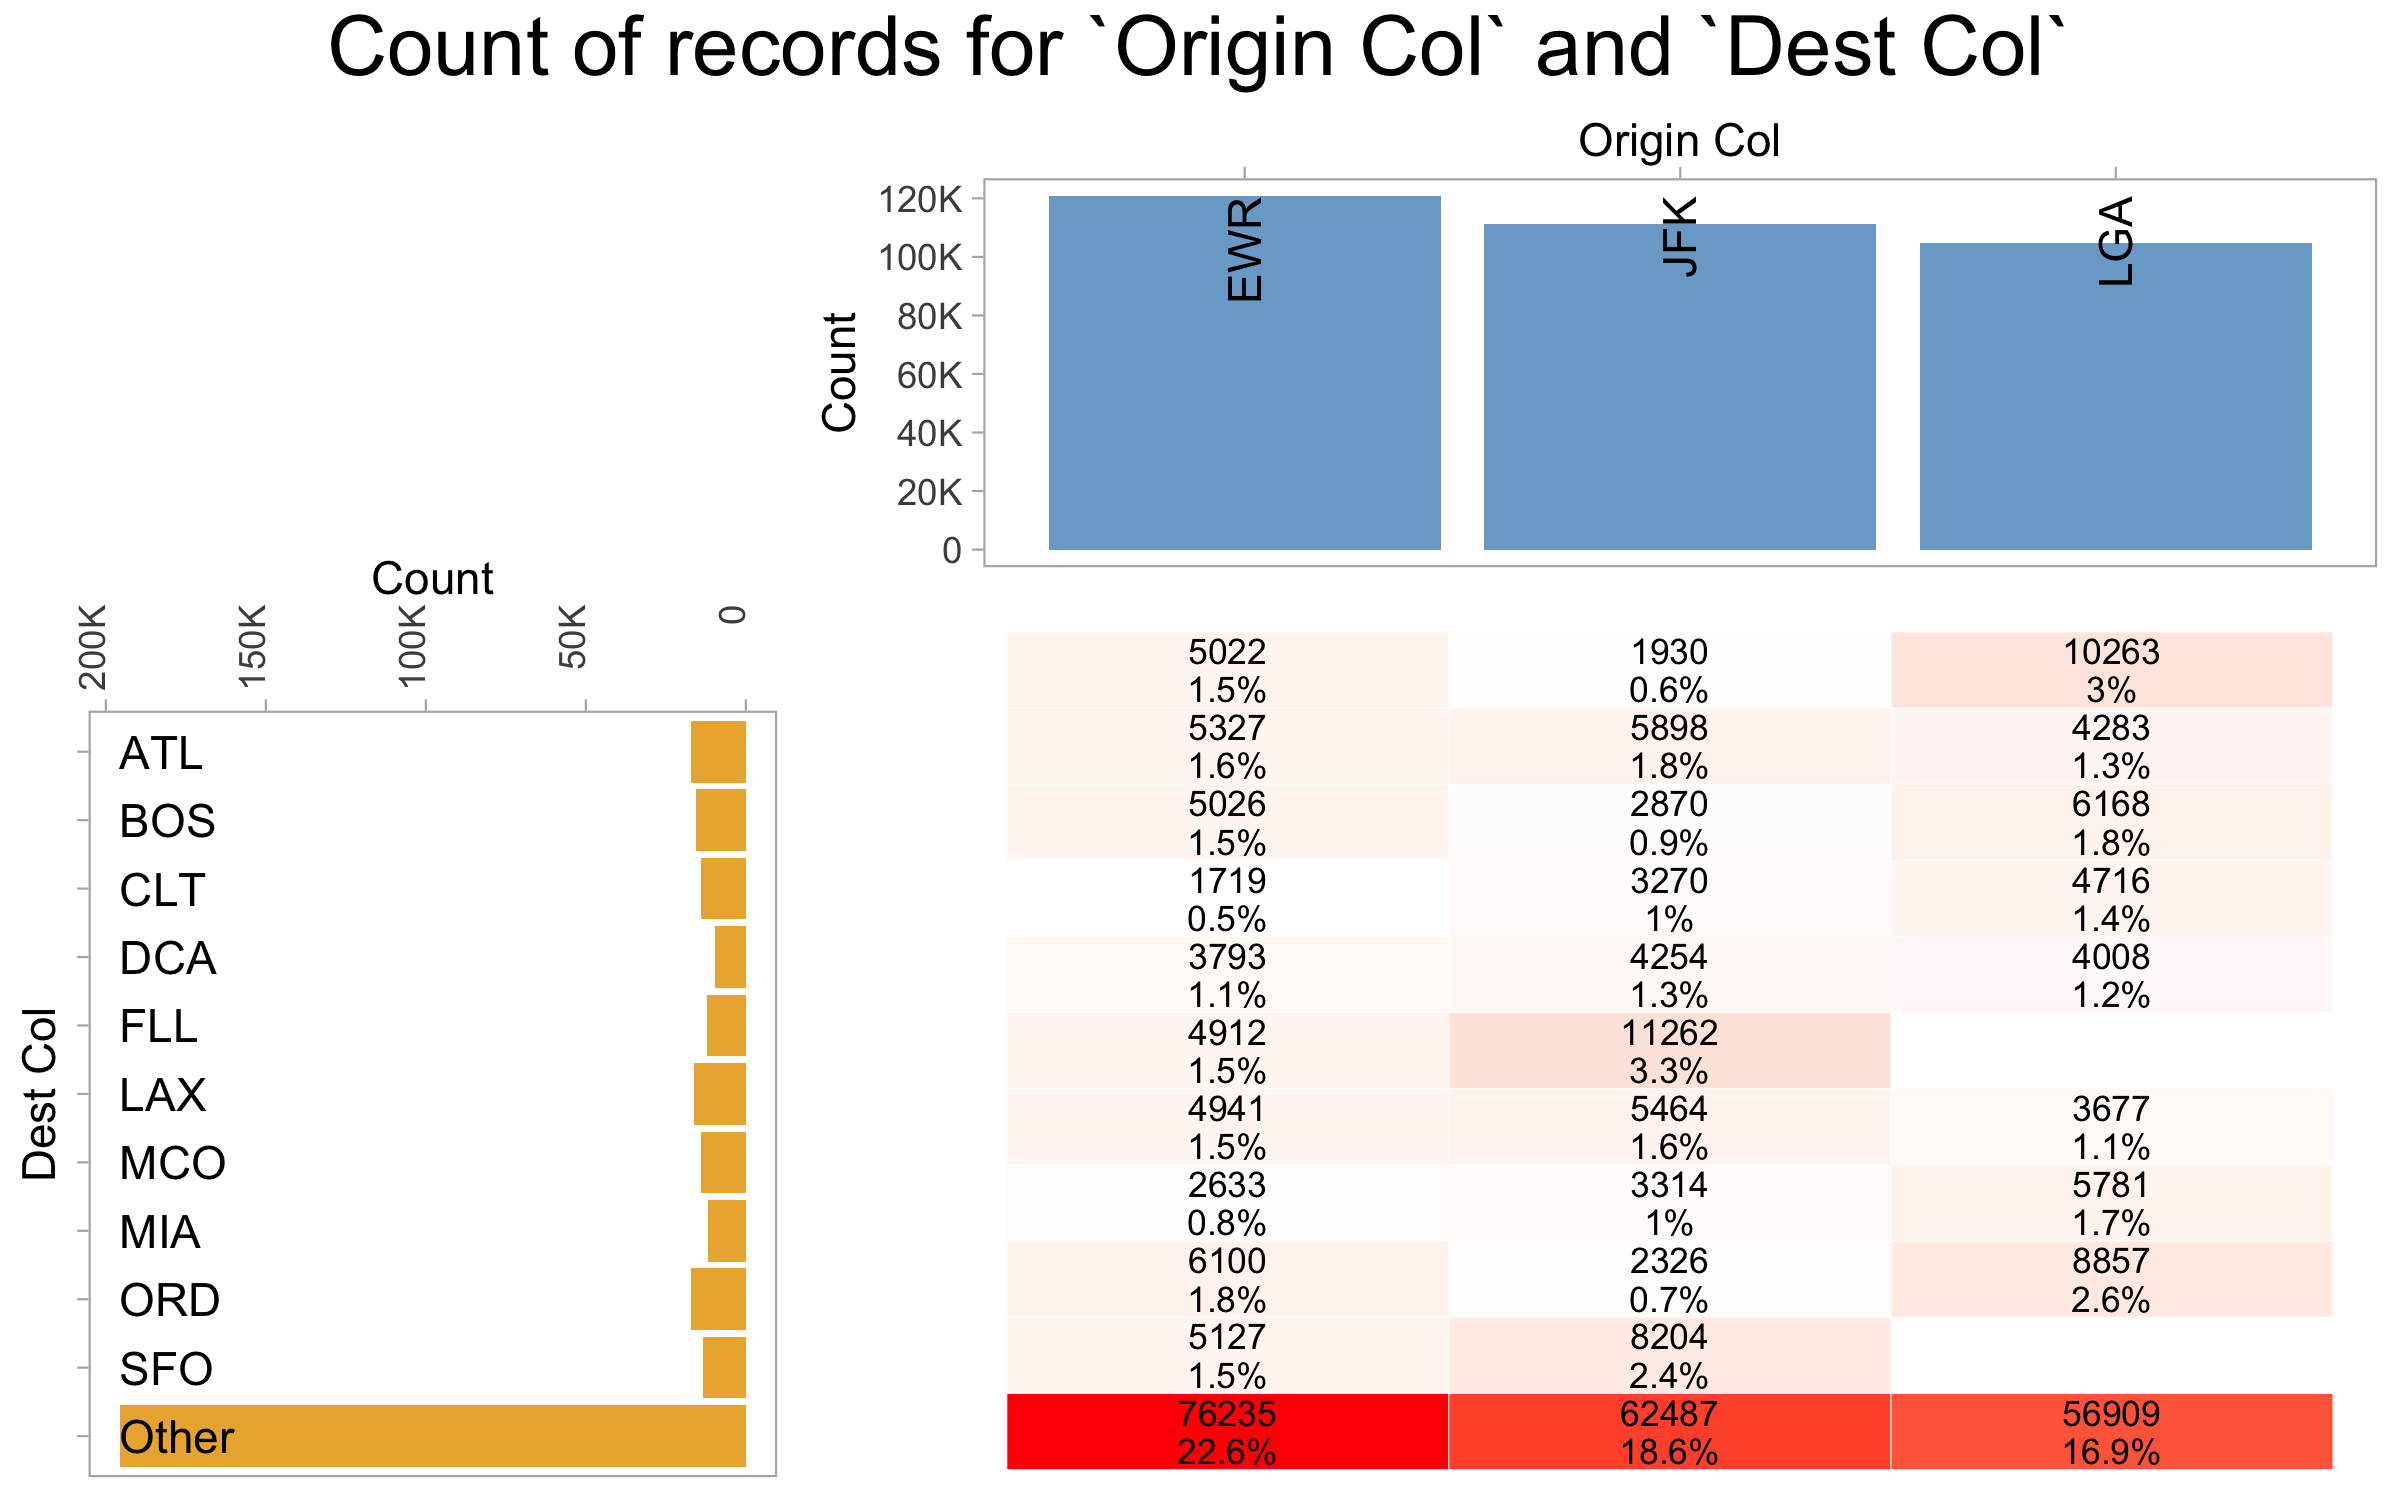 Count of records for `Origin Col` and `Dest Col`
Origin Col
Count
120K
100K
80K
60K
40K
20K
0
EWR
JFK
LGA
Count
200K
150K
100K
50K
0
Dest Col
ATL
BOS
CLT
DCA
FLL
LAX
MCO
MIA
ORD
SFO
Other
5022 1930 10263
1.5% 0.6% 3%
5327 5898 4283
1.6% 1.8% 1.3%
5026 2870 6168
1.5% 0.9% 1.8%
1719 3270 4716
0.5% 1% 1.4%
3793 4254 4008
1.1% 1.3% 1.2%
4912 11262
1.5% 3.3%
4941 5464 3677
1.5% 1.6% 1.1%
2633 3314 5781
0.8% 1% 1.7%
6100 2326 8857
1.8% 0.7% 2.6%
5127 8204
1.5% 2.4%
76235 62487 56909
22.6% 18.6% 16.9%